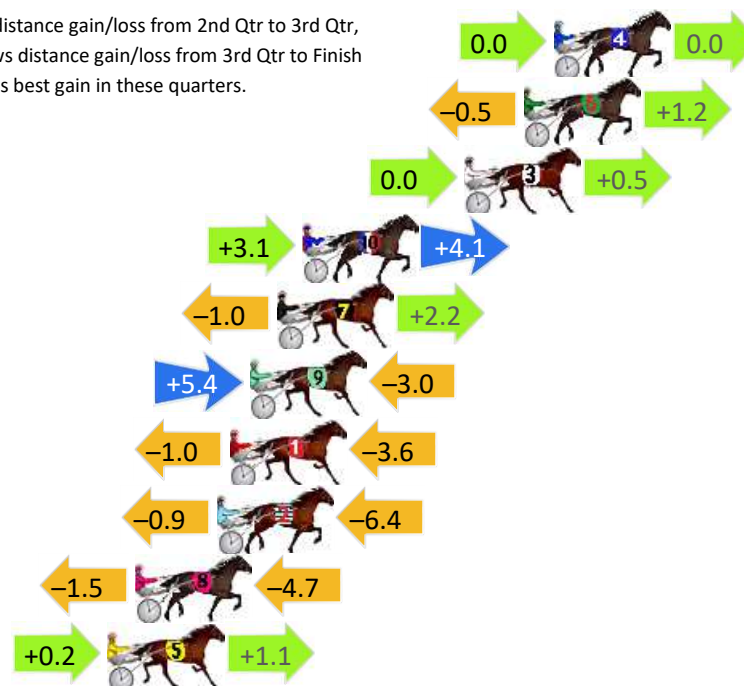 distance gain/loss from 2nd Qtr to 3rd Qtr,
vs distance gain/loss from 3rd Qtr to Finish
s best gain in these quarters.
0.0 4 0.0
–0.5 6 +1.2
0.0 3 +0.5
+3.1 10 +4.1
–1.0 7 +2.2
+5.4 9 –3.0
–1.0 1 –3.6
–0.9 2 –6.4
–1.5 8 –4.7
+0.2 5 +1.1